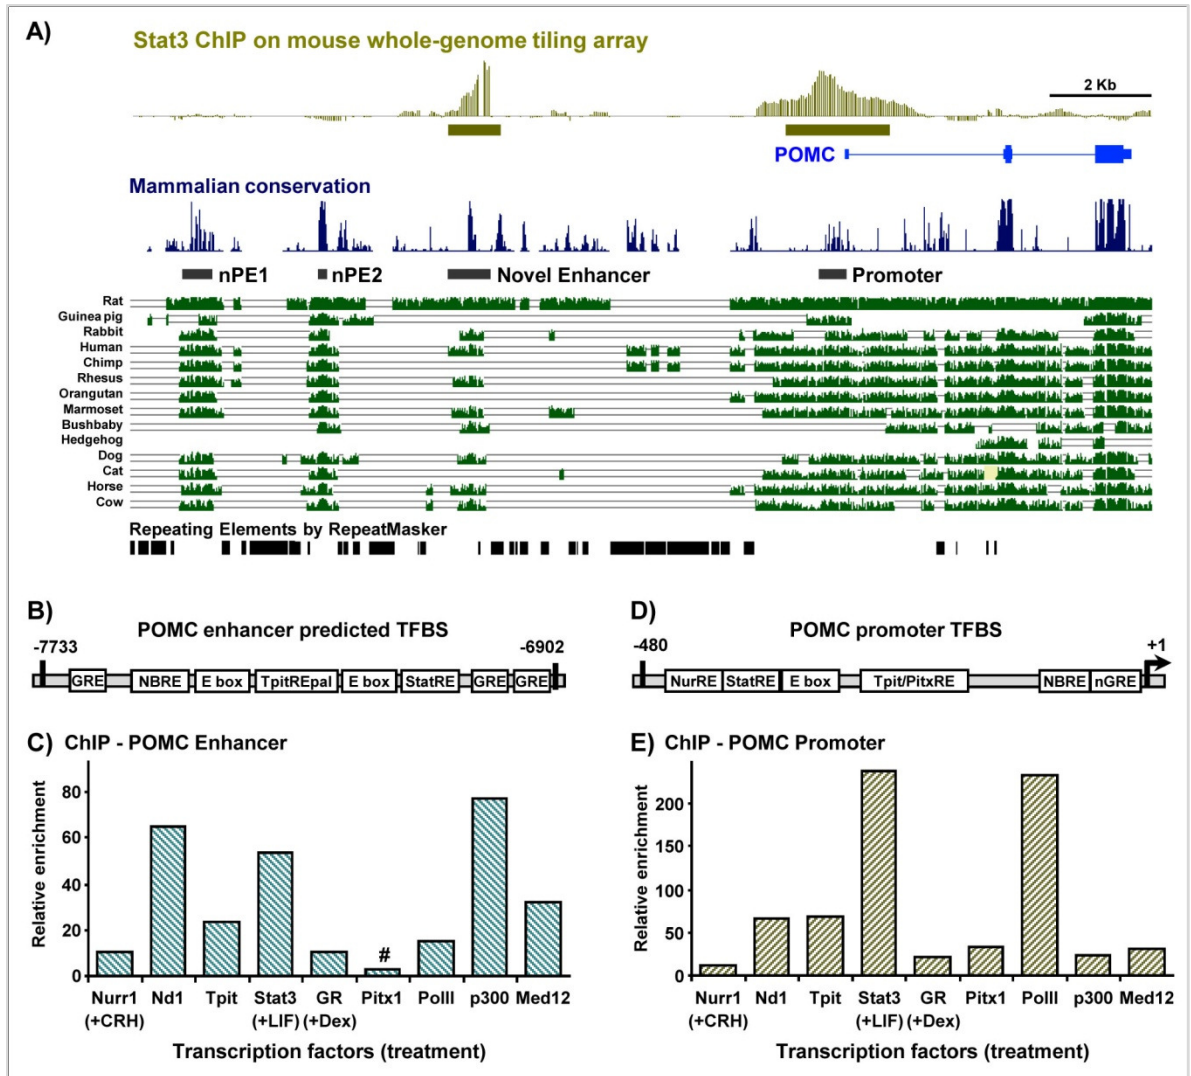 A)
Stat3 ChIP on mouse whole-genome tiling array
2 Kb
POMC
Mammalian conservation
nPE1
nPE2
Novel Enhancer
Promoter
Rat
Guinea pig
Rabbit
Human
Chimp
Rhesus
Orangutan
Marmoset
Bushbaby
Hedgehog
Dog
Cat
Horse
Cow
Repeating Elements by RepeatMasker
B)
POMC enhancer predicted TFBS
-7733
-6902
GRE NBRE E box TpitREpal E box StatRE GRE GRE
C) ChIP - POMC Enhancer
Relative enrichment
80
60
40
20
0
#
Nurr1 Nd1 Tpit Stat3 GR Pitx1 PolII p300 Med12
(+CRH) (+LIF) (+Dex)
Transcription factors (treatment)
D)
POMC promoter TFBS
-480
+1
NurRE StatRE E box Tpit/PitxRE NBRE nGRE
E) ChIP - POMC Promoter
Relative enrichment
200
150
100
50
0
Nurr1 Nd1 Tpit Stat3 GR Pitx1 PolII p300 Med12
(+CRH) (+LIF) (+Dex)
Transcription factors (treatment)